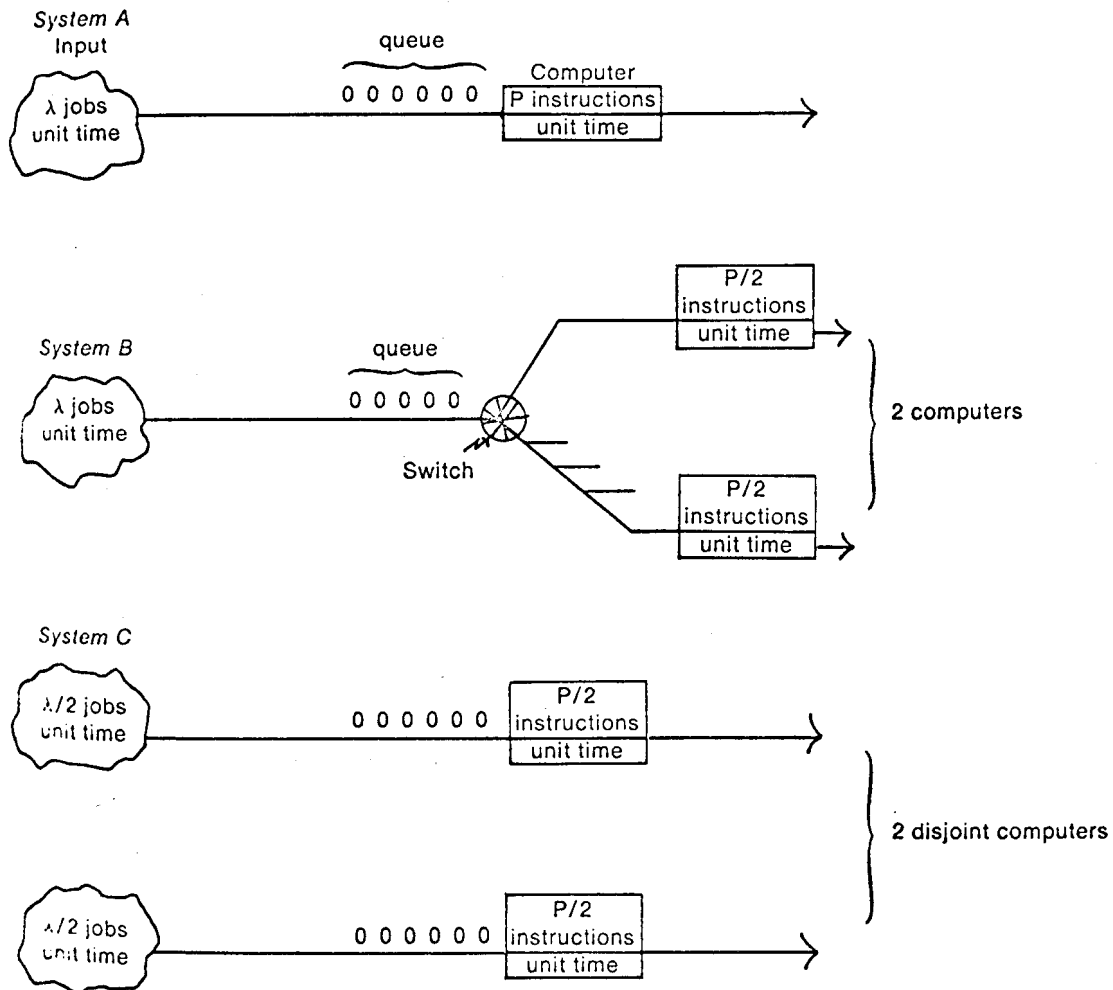 System A
Input
queue
0 0 0 0 0 0
Computer
λ jobs
unit time
P instructions
unit time
System B
queue
0 0 0 0 0
λ jobs
unit time
Switch
P/2
instructions
unit time
P/2
instructions
unit time
2 computers
System C
λ/2 jobs
unit time
0 0 0 0 0 0
P/2
instructions
unit time
2 disjoint computers
λ/2 jobs
unit time
0 0 0 0 0 0
P/2
instructions
unit time